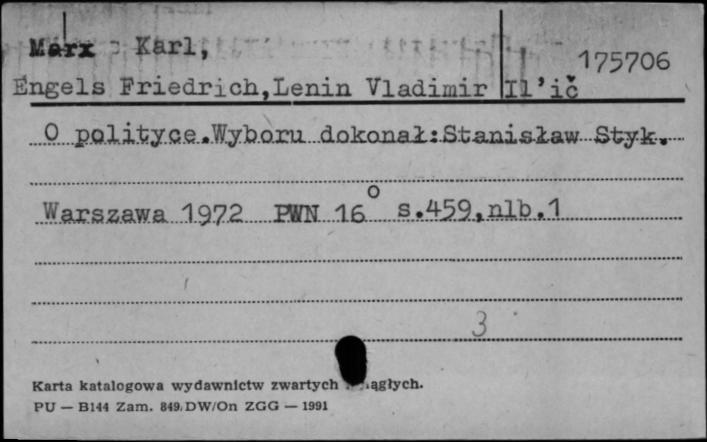 Marx Karl,
175706
Engels Friedrich,Lenin Vladimir Il'ič
O polityce.Wyboru dokonał:Stanisław Styk.
Warszawa 1972 PWN 16° s.459,nlb.1
3
Karta katalogowa wydawnictw zwartych
PU — B144 Zam. 849/DW/On ZGG — 1991